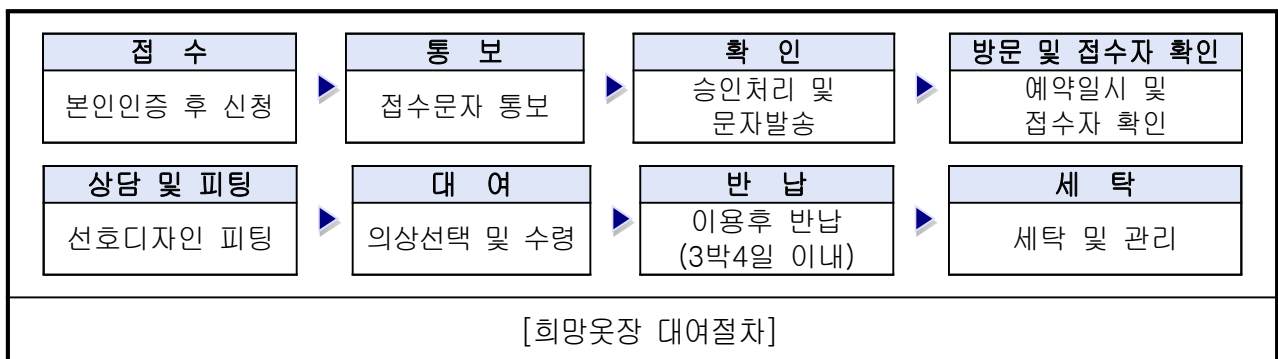 접 수
본인인증 후 신청
통 보
접수문자 통보
확 인
승인처리 및
문자발송
방문 및 접수자 확인
예약일시 및
접수자 확인
상담 및 피팅
선호디자인 피팅
대 여
의상선택 및 수령
반 납
이용후 반납
(3박4일 이내)
세 탁
세탁 및 관리
[희망옷장 대여절차]